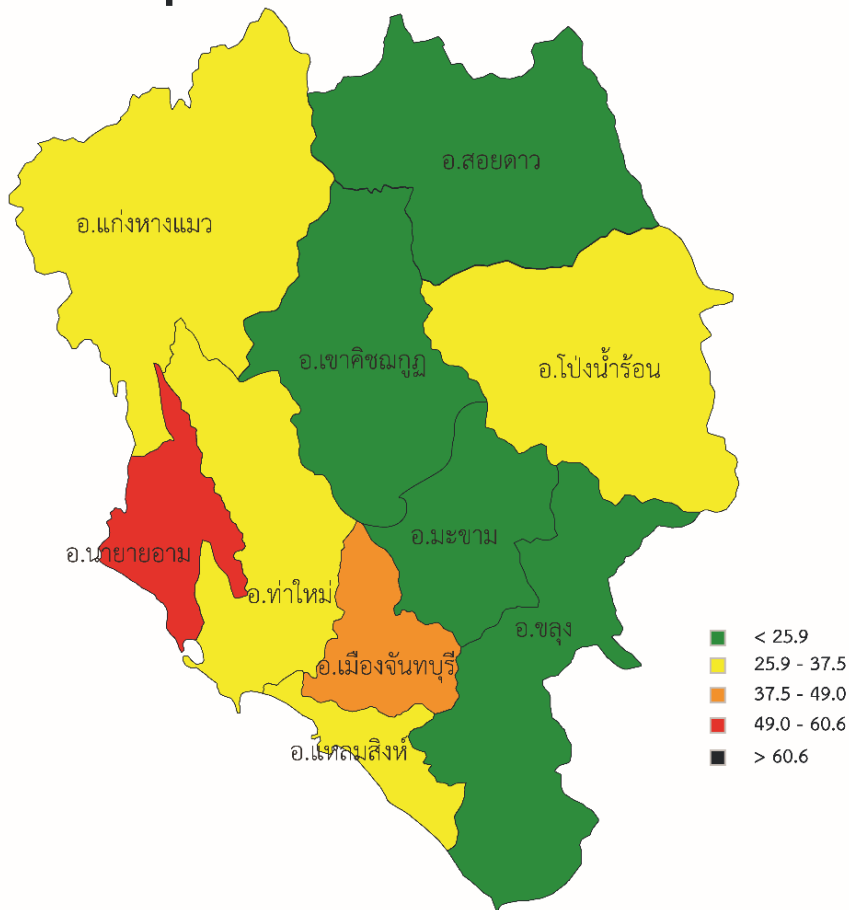 อ.สอยดาว
อ.แก่งหางแมว
อ.เขาคิชฌกูฏ
อ.โป่งน้ำร้อน
อ.มะขาม
อ.นายายอาม
อ.ท่าใหม่
อ.ขลุง
อ.เมืองจันทบุรี
อ.แหลมสิงห์
< 25.9
25.9 - 37.5
37.5 - 49.0
49.0 - 60.6
> 60.6